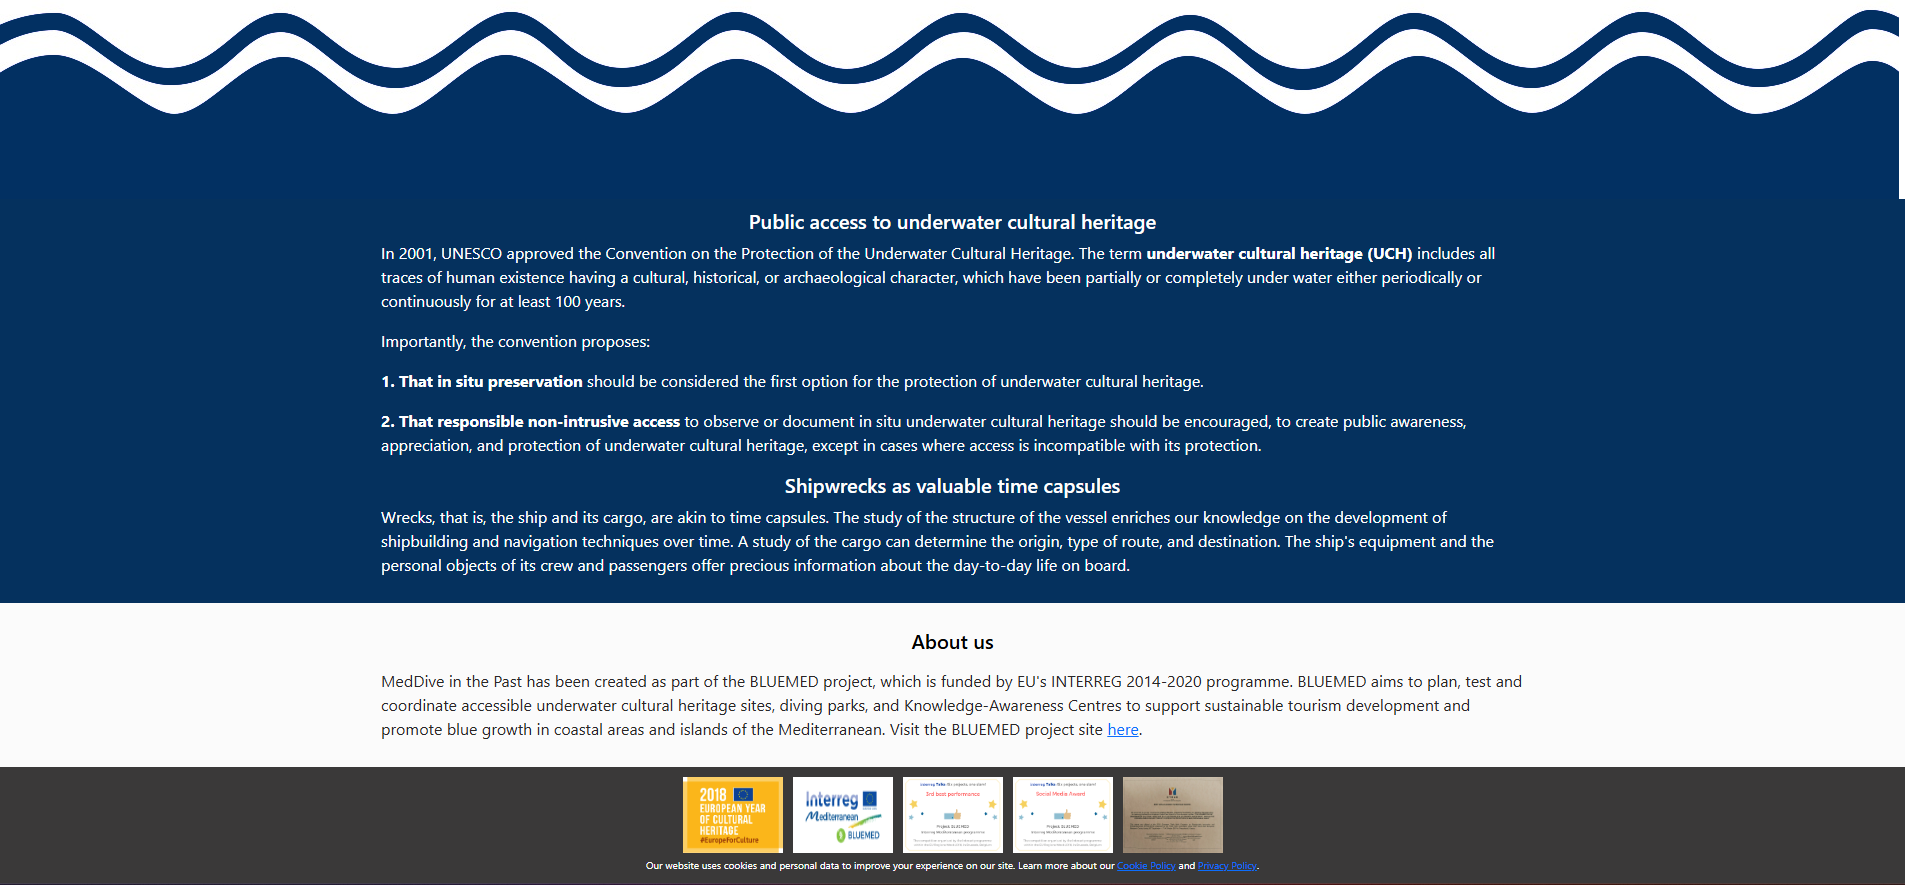 Public access to underwater cultural heritage
In 2001, UNESCO approved the Convention on the Protection of the Underwater Cultural Heritage. The term underwater cultural heritage (UCH) includes all
traces of human existence having a cultural, historical, or archaeological character, which have been partially or completely under water either periodically or
continuously for at least 100 years.
Importantly, the convention proposes:
1. That in situ preservation should be considered the first option for the protection of underwater cultural heritage.
2. That responsible non-intrusive access to observe or document in situ underwater cultural heritage should be encouraged, to create public awareness,
appreciation, and protection of underwater cultural heritage, except in cases where access is incompatible with its protection.
Shipwrecks as valuable time capsules
Wrecks, that is, the ship and its cargo, are akin to time capsules. The study of the structure of the vessel enriches our knowledge on the development of
shipbuilding and navigation techniques over time. A study of the cargo can determine the origin, type of route, and destination. The ship's equipment and the
personal objects of its crew and passengers offer precious information about the day-to-day life on board.
About us
MedDive in the Past has been created as part of the BLUEMED project, which is funded by EU's INTERREG 2014-2020 programme. BLUEMED aims to plan, test and
coordinate accessible underwater cultural heritage sites, diving parks, and Knowledge-Awareness Centres to support sustainable tourism development and
promote blue growth in coastal areas and islands of the Mediterranean. Visit the BLUEMED project site here.
2018
EUROPEAN YEAR
OF CULTURAL
HERITAGE
#EuropeForCulture
Interreg
Mediterranean
BLUEMED
3rd best performance
Project: BLUEMED
Social Media Award
Project: BLUEMED
Our website uses cookies and personal data to improve your experience on our site. Learn more about our Cookie Policy and Privacy Policy.